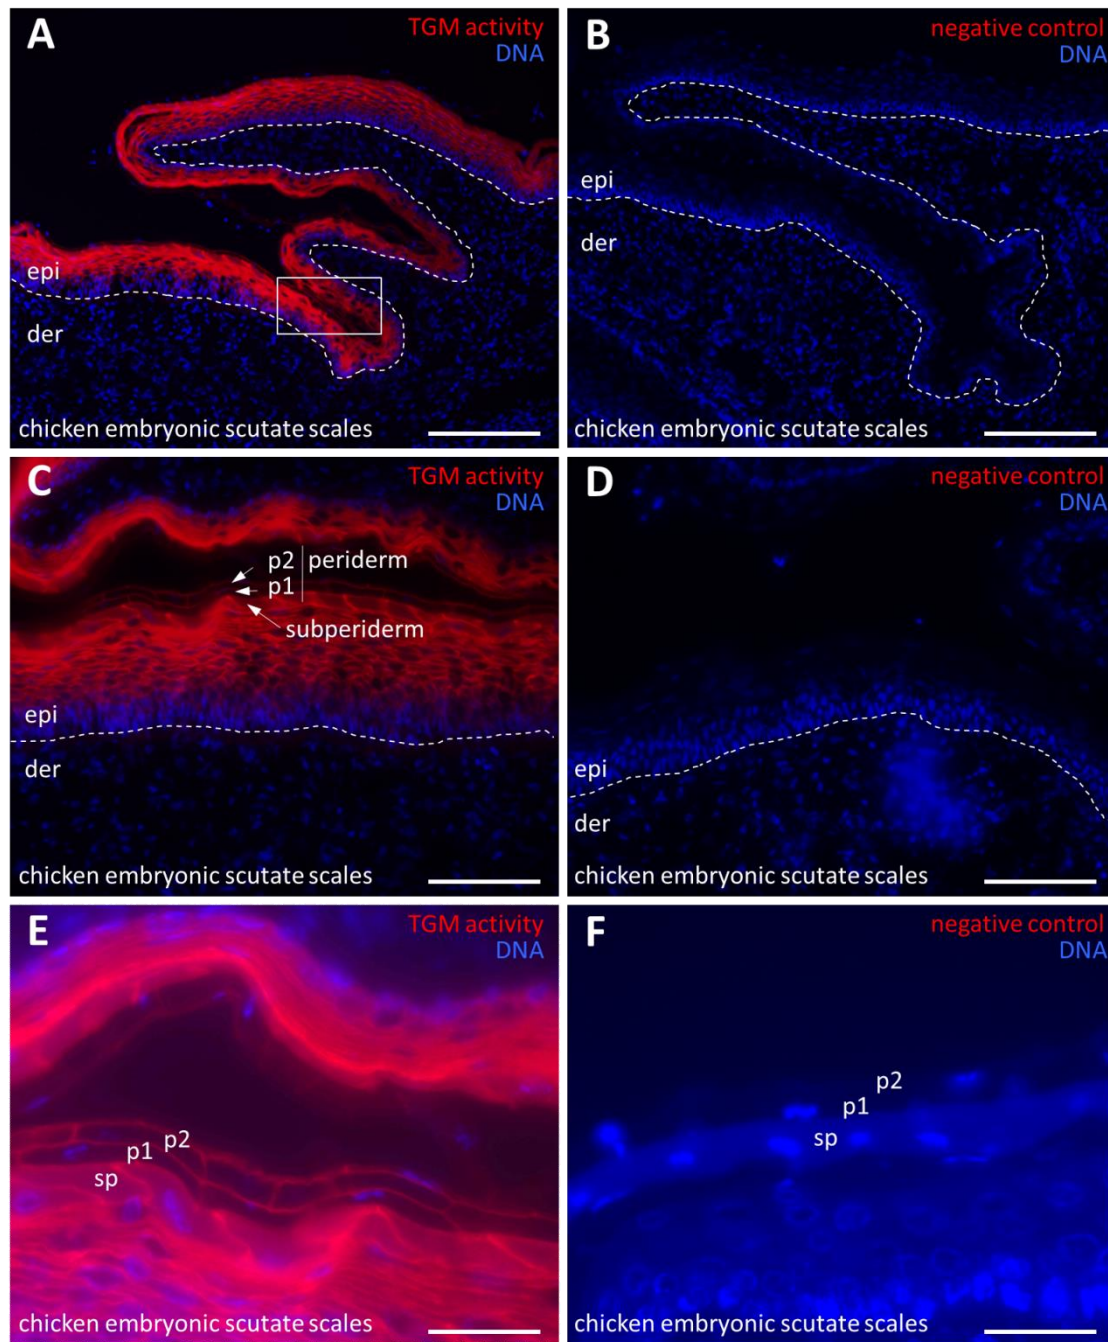 A
TGM activity
DNA
epi
der
chicken embryonic scutate scales
B
negative control
DNA
epi
der
chicken embryonic scutate scales
C
TGM activity
DNA
p2 periderm
p1
subperiderm
epi
der
chicken embryonic scutate scales
D
negative control
DNA
epi
der
chicken embryonic scutate scales
E
TGM activity
DNA
p2
p1
sp
chicken embryonic scutate scales
F
negative control
DNA
p2
p1
sp
chicken embryonic scutate scales